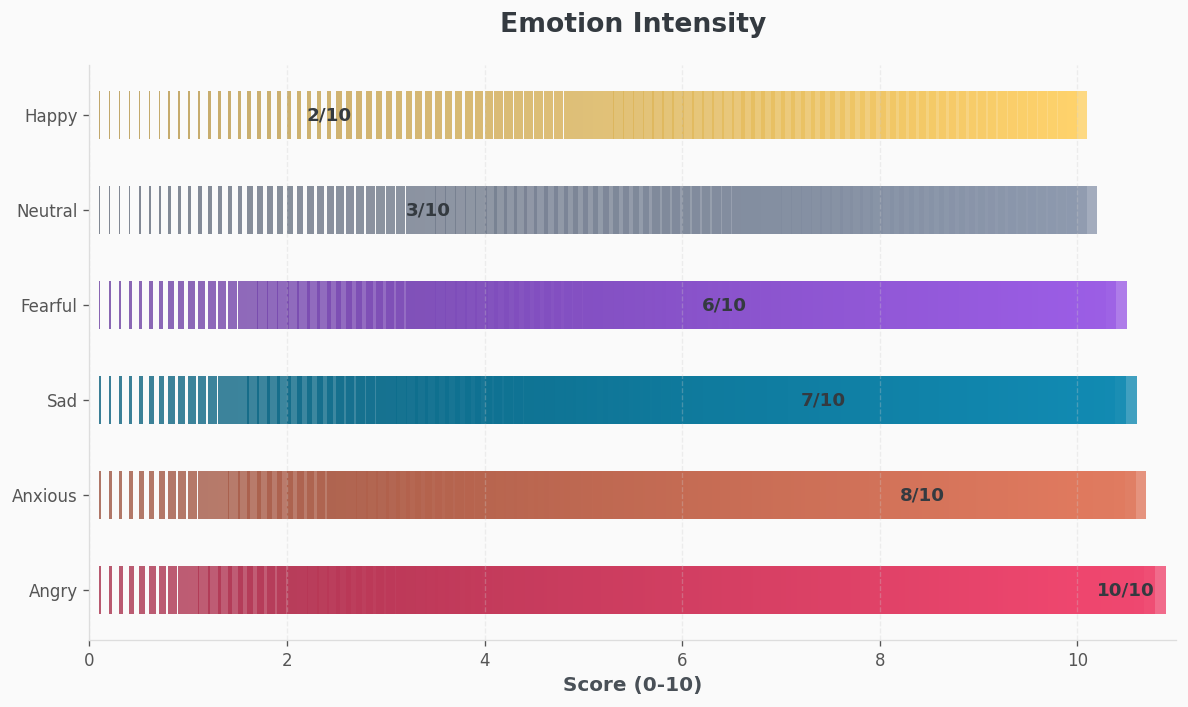 Emotion Intensity
Happy
2/10
Neutral
3/10
Fearful
6/10
Sad
7/10
Anxious
8/10
Angry
10/10
0 2 4 6 8 10
Score (0-10)